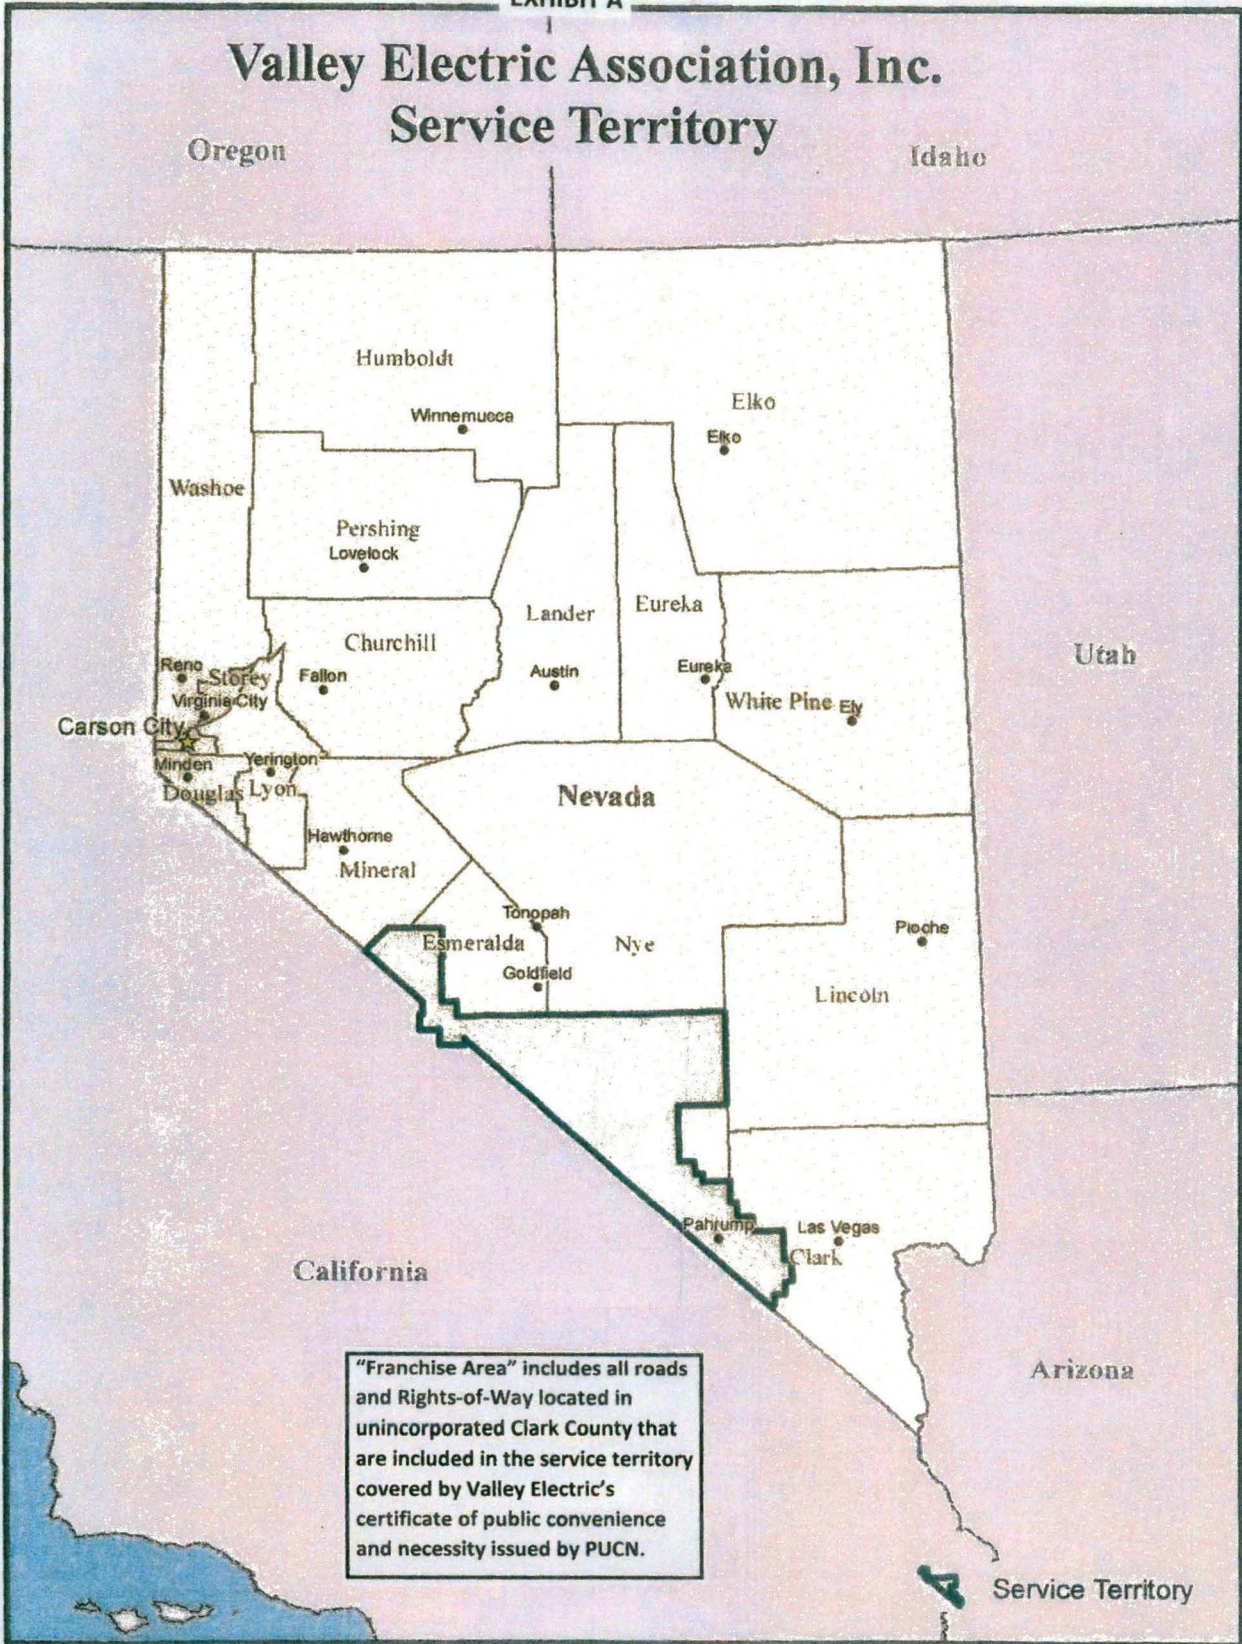 EXHIBIT A
Valley Electric Association, Inc.
Service Territory
Oregon
Idaho
Humboldt
Winnemucca
Elko
Elko
Washoe
Pershing
Lovelock
Lander
Eureka
Churchill
Utah
Reno
Storey
Fallon
Austin
Eureka
Virginia City
White Pine
Ely
Carson City
Minden
Yerington
Douglas
Lyon
Nevada
Hawthorne
Mineral
Tonopah
Esmeralda
Nye
Pioche
Goldfield
Lincoln
Pahrump
Las Vegas
Clark
California
Arizona
"Franchise Area" includes all roads
and Rights-of-Way located in
unincorporated Clark County that
are included in the service territory
covered by Valley Electric's
certificate of public convenience
and necessity issued by PUCN.
Service Territory